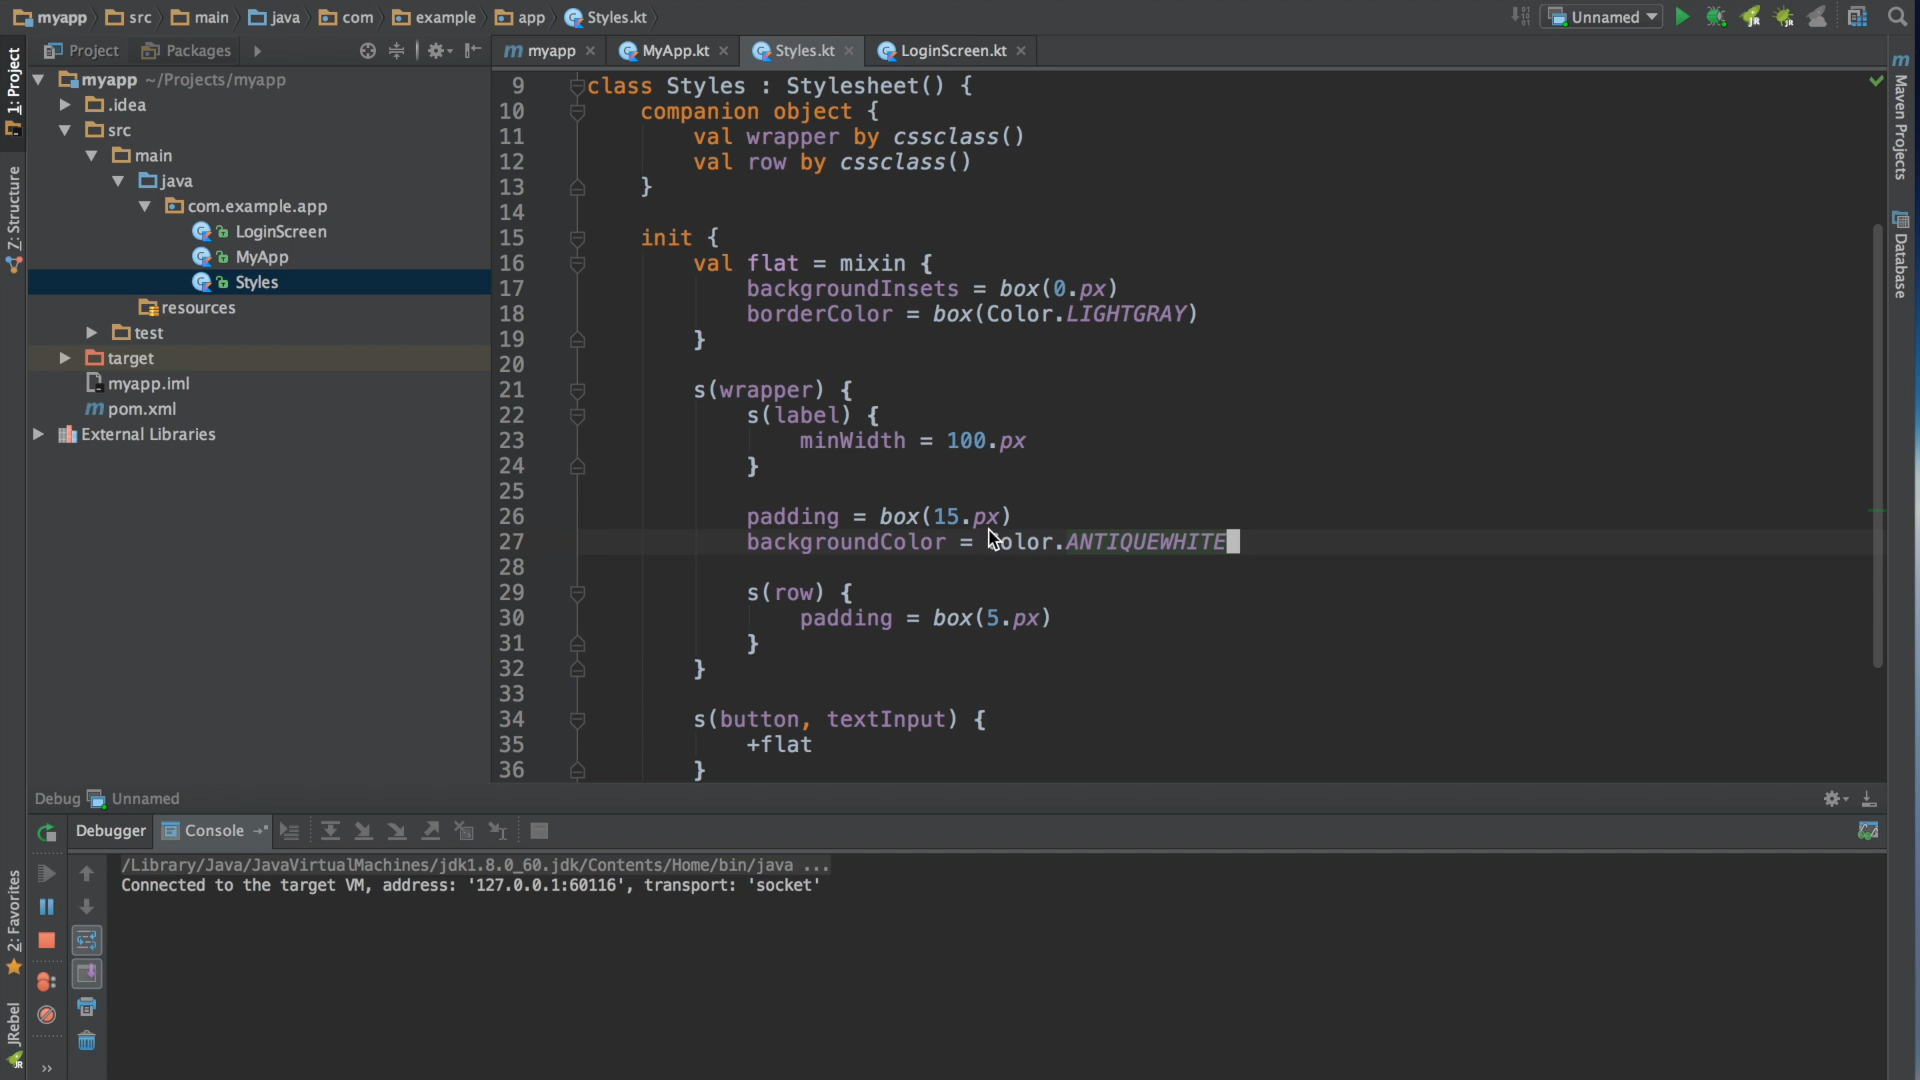 myapp src main java com example app Styles.kt
Unnamed
1: Project
Z: Structure
2: Favorites
JRebel
Project Packages
myapp ~/Projects/myapp
.idea
src
main
java
com.example.app
LoginScreen
MyApp
Styles
resources
test
target
myapp.iml
pom.xml
External Libraries
myapp MyApp.kt Styles.kt LoginScreen.kt
9 class Styles : Stylesheet() {
10 companion object {
11 val wrapper by cssclass()
12 val row by cssclass()
13 }
14
15 init {
16 val flat = mixin {
17 backgroundInsets = box(0.px)
18 borderColor = box(Color.LIGHTGRAY)
19 }
20
21 s(wrapper) {
22 s(label) {
23 minWidth = 100.px
24 }
25
26 padding = box(15.px)
27 backgroundColor = Color.ANTIQUEWHITE
28
29 s(row) {
30 padding = box(5.px)
31 }
32 }
33
34 s(button, textInput) {
35 +flat
36 }
Maven Projects
Database
Debug Unnamed
Debugger Console
/Library/Java/JavaVirtualMachines/jdk1.8.0_60.jdk/Contents/Home/bin/java ...
Connected to the target VM, address: '127.0.0.1:60116', transport: 'socket'